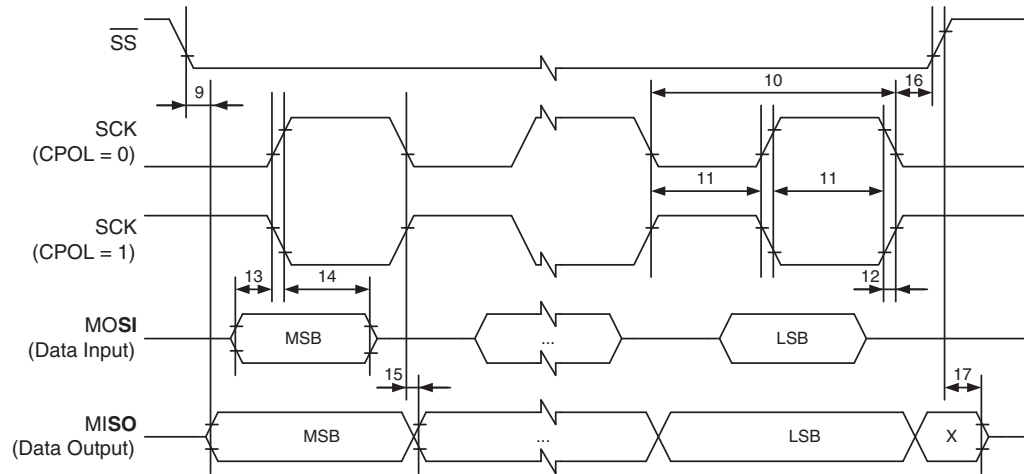 SS
10
16
9
SCK
(CPOL = 0)
11
11
SCK
(CPOL = 1)
13
14
12
MOSI
(Data Input)
MSB
...
LSB
15
17
MISO
(Data Output)
MSB
...
LSB
X